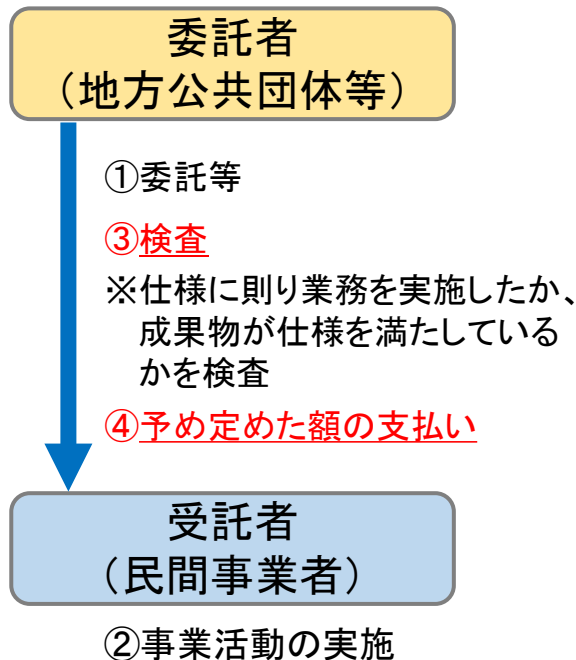 委託者
（地方公共団体等）
①委託等
③検査
※仕様に則り業務を実施したか、
成果物が仕様を満たしている
かを検査
④予め定めた額の支払い
受託者
（民間事業者）
②事業活動の実施